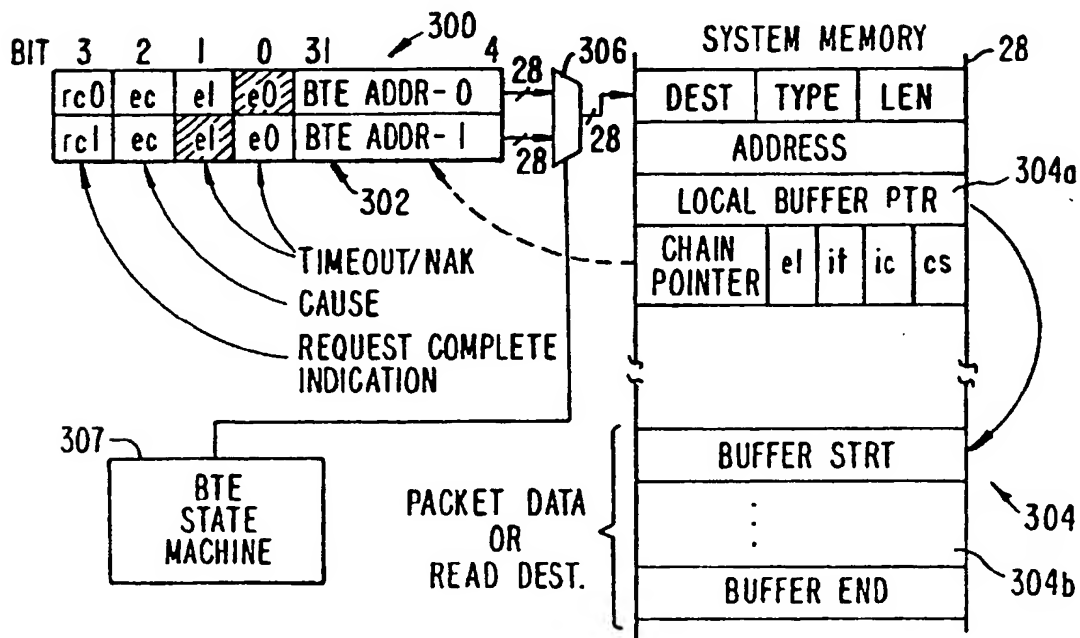 BIT 3 2 1 0 31 4
300
306
SYSTEM MEMORY
28
rc0 ec e1 e0 BTE ADDR-0
28
DEST TYPE LEN
rc1 ec e1 e0 BTE ADDR-1
28
28
ADDRESS
302
LOCAL BUFFER PTR
304a
CHAIN POINTER
el if ic cs
TIMEOUT/NAK
CAUSE
REQUEST COMPLETE
INDICATION
307
BTE
STATE
MACHINE
PACKET DATA
OR
READ DEST.
BUFFER STRT
304
304b
BUFFER END